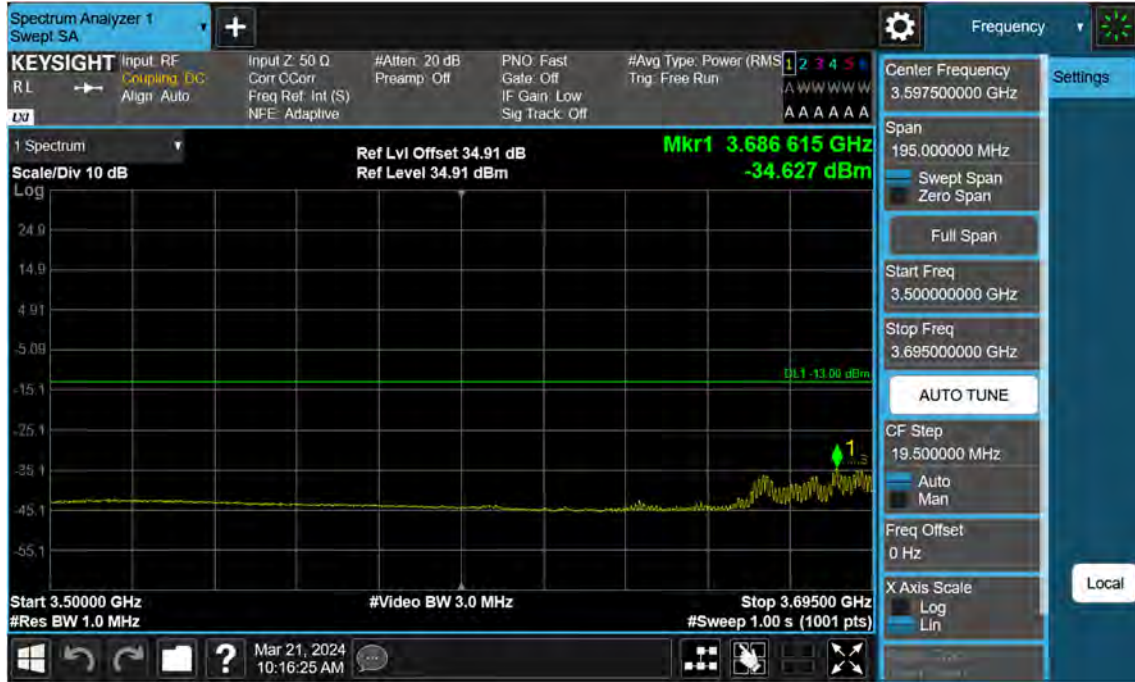 Spectrum Analyzer 1
Swept SA
+
Frequency
KEYSIGHT
RL
LXI
Input: RF
Coupling: DC
Align: Auto
Input Z: 50 Ω
Corr CCorr
Freq Ref: Int (S)
NFE: Adaptive
#Atten: 20 dB
Preamp: Off
PNO: Fast
Gate: Off
IF Gain: Low
Sig Track: Off
#Avg Type: Power (RMS
Trig: Free Run
1 2 3 4 5 6
A W W W W W
A A A A A A
1 Spectrum
Scale/Div 10 dB
Log
Ref Lvl Offset 34.91 dB
Ref Level 34.91 dBm
Mkr1 3.686 615 GHz
-34.627 dBm
24.9
14.9
4.91
-5.09
-15.1
-25.1
-35.1
-45.1
-55.1
DL1 -13.00 dBm
1
Start 3.50000 GHz
#Res BW 1.0 MHz
#Video BW 3.0 MHz
Stop 3.69500 GHz
#Sweep 1.00 s (1001 pts)
Center Frequency
3.597500000 GHz
Span
195.000000 MHz
Swept Span
Zero Span
Full Span
Start Freq
3.500000000 GHz
Stop Freq
3.695000000 GHz
AUTO TUNE
CF Step
19.500000 MHz
Auto
Man
Freq Offset
0 Hz
X Axis Scale
Log
Lin
Settings
Local
?
Mar 21, 2024
10:16:25 AM